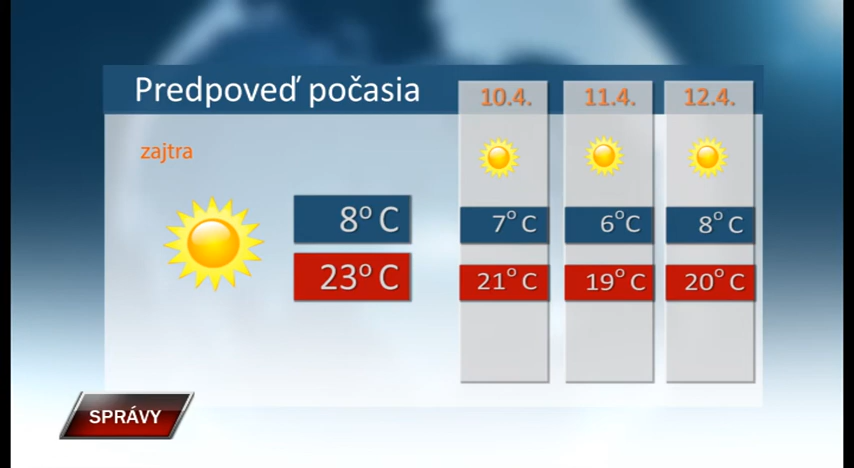 Predpoveď počasia
zajtra
8° C
23° C
10.4.
7° C
21° C
11.4.
6°C
19° C
12.4.
8° C
20° C
SPRÁVY